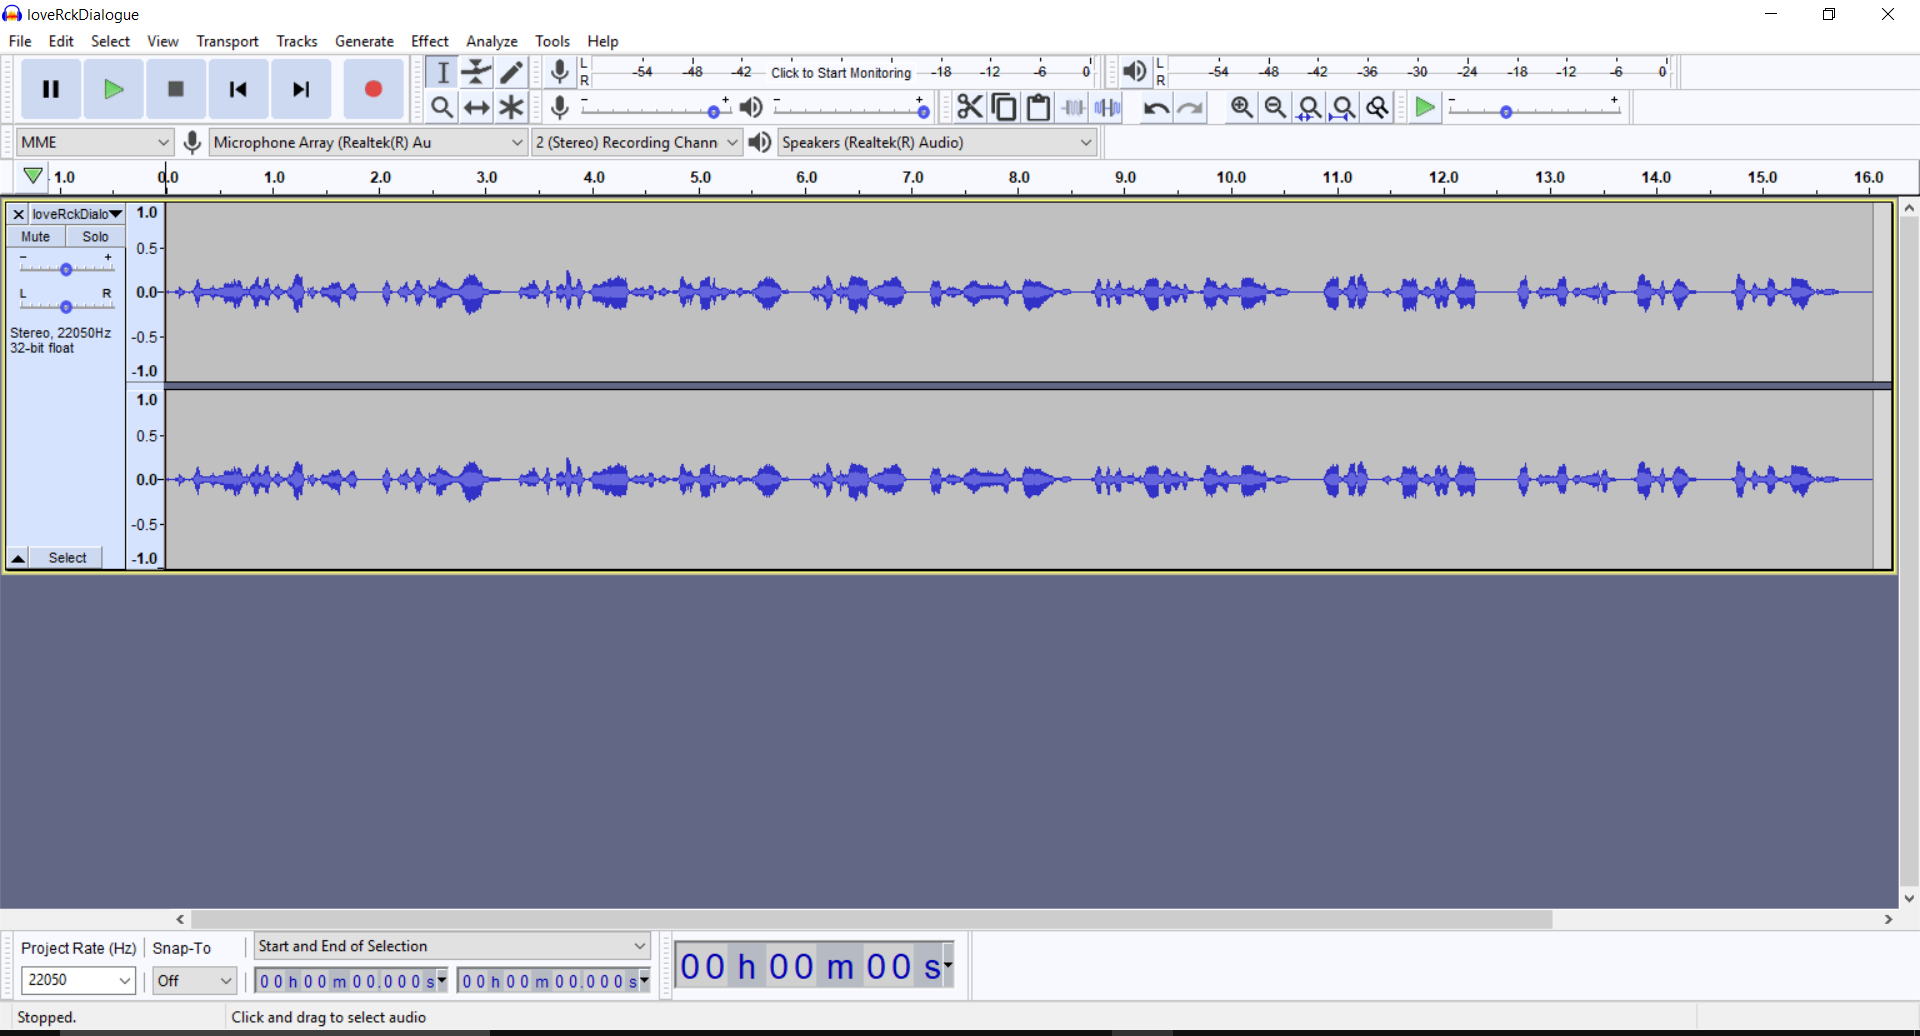 loveRckDialogue
File Edit Select View Transport Tracks Generate Effect Analyze Tools Help
L R -54 -48 -42 Click to Start Monitoring -18 -12 -6 0
L R -54 -48 -42 -36 -30 -24 -18 -12 -6 0
- + - + - +
MME Microphone Array (Realtek(R) Au 2 (Stereo) Recording Chann Speakers (Realtek(R) Audio)
1.0 0.0 1.0 2.0 3.0 4.0 5.0 6.0 7.0 8.0 9.0 10.0 11.0 12.0 13.0 14.0 15.0 16.0
loveRckDialo
Mute Solo
- +
L R
Stereo, 22050Hz
32-bit float
Select
1.0
0.5
0.0
-0.5
-1.0
1.0
0.5
0.0
-0.5
-1.0
Project Rate (Hz) Snap-To Start and End of Selection
22050 Off 00 h 00 m 00.000 s 00 h 00 m 00.000 s
00 h 00 m 00 s
Stopped. Click and drag to select audio